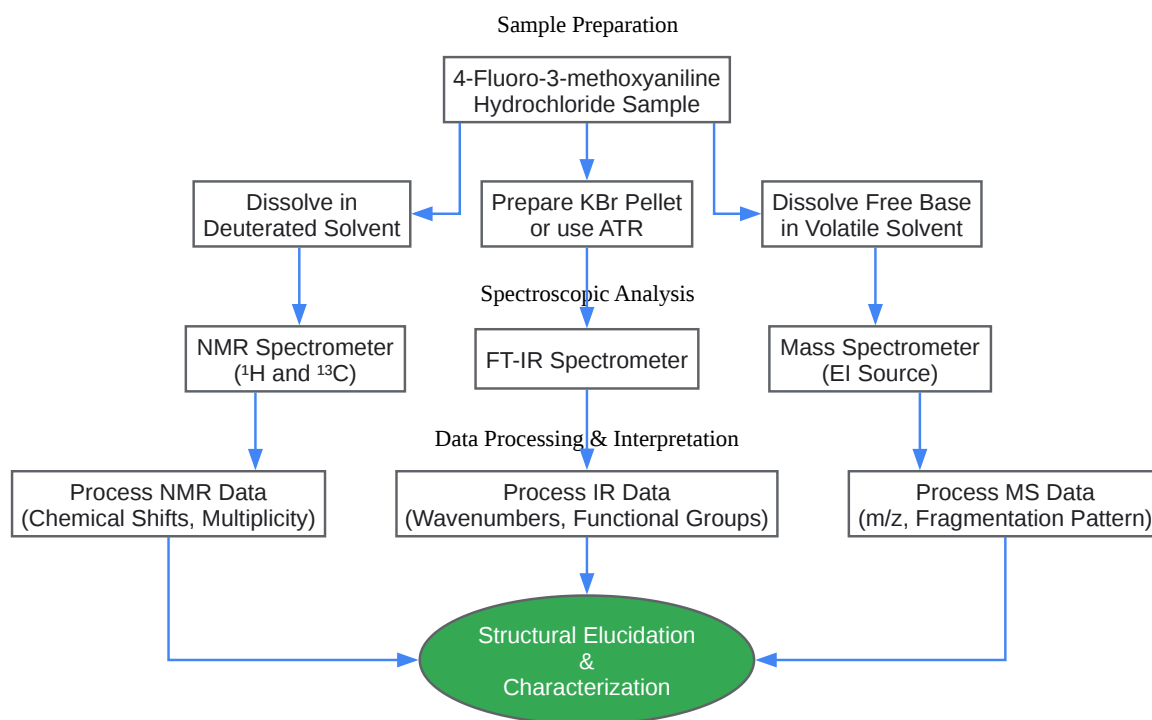 Sample Preparation
4-Fluoro-3-methoxyaniline
Hydrochloride Sample
Dissolve in
Deuterated Solvent
Prepare KBr Pellet
or use ATR
Dissolve Free Base
in Volatile Solvent
Spectroscopic Analysis
NMR Spectrometer
(¹H and ¹³C)
FT-IR Spectrometer
Mass Spectrometer
(EI Source)
Data Processing & Interpretation
Process NMR Data
(Chemical Shifts, Multiplicity)
Process IR Data
(Wavenumbers, Functional Groups)
Process MS Data
(m/z, Fragmentation Pattern)
Structural Elucidation
&
Characterization